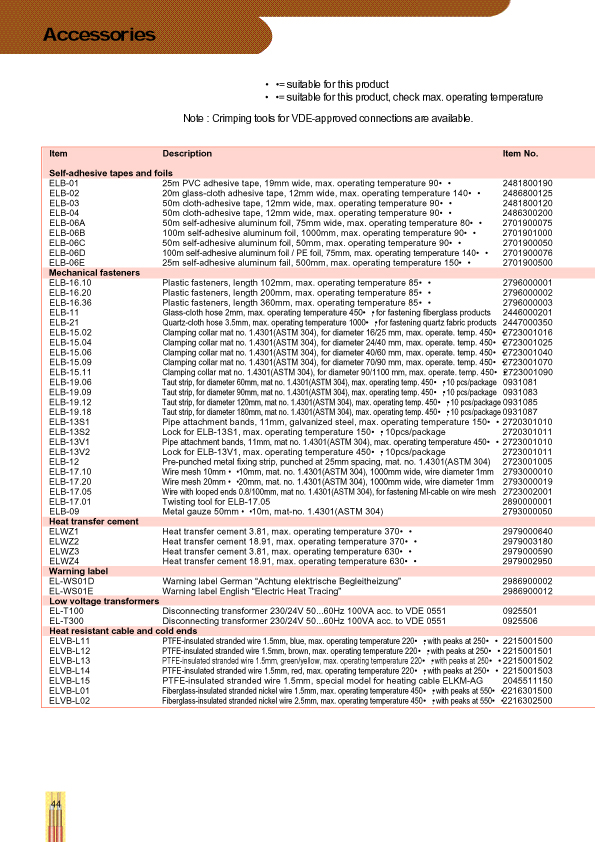 Accessories
• •= suitable for this product
• •= suitable for this product, check max. operating temperature
Note : Crimping tools for VDE-approved connections are available.
Item Description Item No.
Self-adhesive tapes and foils
ELB-01 25m PVC adhesive tape, 19mm wide, max. operating temperature 90• • 2481800190
ELB-02 20m glass-cloth adhesive tape, 12mm wide, max. operating temperature 140• • 2486800125
ELB-03 50m cloth-adhesive tape, 12mm wide, max. operating temperature 90• • 2481800120
ELB-04 50m cloth-adhesive tape, 12mm wide, max. operating temperature 90• • 2486300200
ELB-06A 50m self-adhesive aluminum foil, 75mm wide, max. operating temperature 80• • 2701900075
ELB-06B 100m self-adhesive aluminum foil, 1000mm, max. operating temperature 90• • 2701901000
ELB-06C 50m self-adhesive aluminum foil, 50mm, max. operating temperature 90• • 2701900050
ELB-06D 100m self-adhesive aluminum foil / PE foil, 75mm, max. operating temperature 140• • 2701900076
ELB-06E 25m self-adhesive aluminum fail, 500mm, max. operating temperature 150• • 2701900500
Mechanical fasteners
ELB-16.10 Plastic fasteners, length 102mm, max. operating temperature 85• • 2796000001
ELB-16.20 Plastic fasteners, length 200mm, max. operating temperature 85• • 2796000002
ELB-16.36 Plastic fasteners, length 360mm, max. operating temperature 85• • 2796000003
ELB-11 Glass-cloth hose 2mm, max. operating temperature 450• ,• for fastening fiberglass products 2446000201
ELB-21 Quartz-cloth hose 3.5mm, max. operating temperature 1000• ,• for fastening quartz fabric products 2447000350
ELB-15.02 Clamping collar mat no. 1.4301(ASTM 304), for diameter 16/25 mm, max. operate. temp. 450• • 2723001016
ELB-15.04 Clamping collar mat no. 1.4301(ASTM 304), for diameter 24/40 mm, max. operate. temp. 450• • 2723001025
ELB-15.06 Clamping collar mat no. 1.4301(ASTM 304), for diameter 40/60 mm, max. operate. temp. 450• • 2723001040
ELB-15.09 Clamping collar mat no. 1.4301(ASTM 304), for diameter 70/90 mm, max. operate. temp. 450• • 2723001070
ELB-15.11 Clamping collar mat no. 1.4301(ASTM 304), for diameter 90/1100 mm, max. operate. temp. 450• • 2723001090
ELB-19.06 Taut strip, for diameter 60mm, mat no. 1.4301(ASTM 304), max. operating temp. 450• ,• 10 pcs/package 0931081
ELB-19.09 Taut strip, for diameter 90mm, mat no. 1.4301(ASTM 304), max. operating temp. 450• ,• 10 pcs/package 0931083
ELB-19.12 Taut strip, for diameter 120mm, mat no. 1.4301(ASTM 304), max. operating temp. 450• ,• 10 pcs/package 0931085
ELB-19.18 Taut strip, for diameter 180mm, mat no. 1.4301(ASTM 304), max. operating temp. 450• ,• 10 pcs/package 0931087
ELB-13S1 Pipe attachment bands, 11mm, galvanized steel, max. operating temperature 150• • 2720301010
ELB-13S2 Lock for ELB-13S1, max. operating temperature 150• ,• 10pcs/package 2720301011
ELB-13V1 Pipe attachment bands, 11mm, mat no. 1.4301(ASTM 304), max. operating temperature 450• • 2723001010
ELB-13V2 Lock for ELB-13V1, max. operating temperature 450• ,• 10pcs/package 2723001011
ELB-12 Pre-punched metal fixing strip, punched at 25mm spacing, mat. no. 1.4301(ASTM 304) 2723001005
ELB-17.10 Wire mesh 10mm • •10mm, mat no. 1.4301(ASTM 304), 1000mm wide, wire diameter 1mm 2793000010
ELB-17.20 Wire mesh 20mm • •20mm, mat no. 1.4301(ASTM 304), 1000mm wide, wire diameter 1mm 2793000019
ELB-17.05 Wire with looped ends 0.8/100mm, mat no. 1.4301(ASTM 304), for fastening MI-cable on wire mesh 2723002001
ELB-17.01 Twisting tool for ELB-17.05 2890000001
ELB-09 Metal gauze 50mm • •10m, mat-no. 1.4301(ASTM 304) 2793000050
Heat transfer cement
ELWZ1 Heat transfer cement 3.81, max. operating temperature 370• • 2979000640
ELWZ2 Heat transfer cement 18.91, max. operating temperature 370• • 2979003180
ELWZ3 Heat transfer cement 3.81, max. operating temperature 630• • 2979000590
ELWZ4 Heat transfer cement 18.91, max. operating temperature 630• • 2979002950
Warning label
EL-WS01D Warning label German “Achtung elektrische Begleitheizung” 2986900002
EL-WS01E Warning label English “Electric Heat Tracing” 2986900012
Low voltage transformers
EL-T100 Disconnecting transformer 230/24V 50...60Hz 100VA acc. to VDE 0551 0925501
EL-T300 Disconnecting transformer 230/24V 50...60Hz 100VA acc. to VDE 0551 0925506
Heat resistant cable and cold ends
ELVB-L11 PTFE-insulated stranded wire 1.5mm, blue, max. operating temperature 220• ,• with peaks at 250• • 2215001500
ELVB-L12 PTFE-insulated stranded wire 1.5mm, brown, max. operating temperature 220• ,• with peaks at 250• • 2215001501
ELVB-L13 PTFE-insulated stranded wire 1.5mm, green/yellow, max. operating temperature 220• ,• with peaks at 250• • 2215001502
ELVB-L14 PTFE-insulated stranded wire 1.5mm, red, max. operating temperature 220• ,• with peaks at 250• • 2215001503
ELVB-L15 PTFE-insulated stranded wire 1.5mm, special model for heating cable ELKM-AG 2045511150
ELVB-L01 Fiberglass-insulated stranded nickel wire 1.5mm, max. operating temperature 450• ,• with peaks at 550• • 2216301500
ELVB-L02 Fiberglass-insulated stranded nickel wire 2.5mm, max. operating temperature 450• ,• with peaks at 550• • 2216302500
44